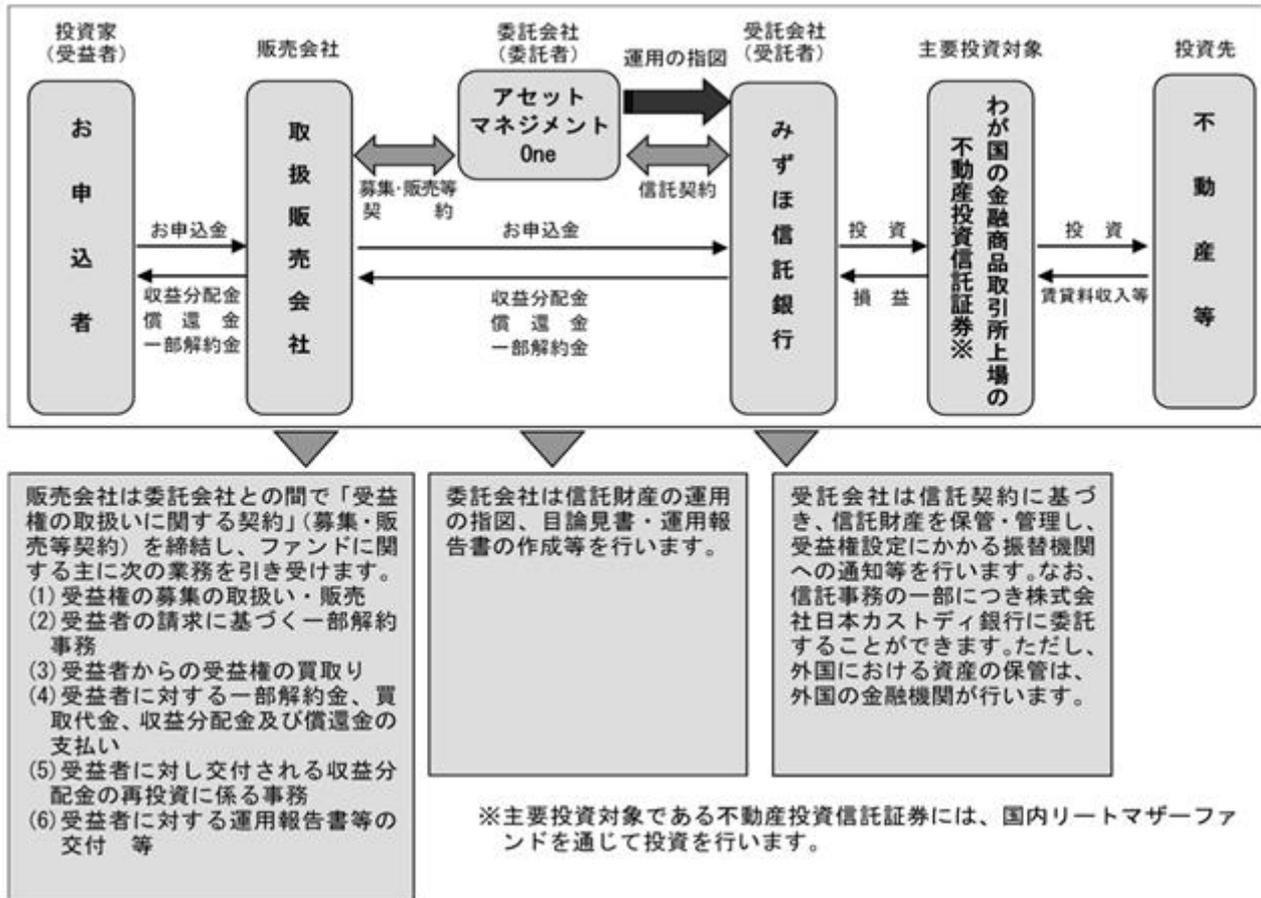 投資家
(受益者)
販売会社
委託会社
(委託者)
運用の指図
受託会社
(受託者)
主要投資対象
投資先
お申込者
取扱販売会社
アセット
マネジメント
One
みずほ信託銀行
わが国の金融商品取引所上場の
不動産投資信託証券※
不動産等
募集・販売等
契約
信託契約
お申込金
収益分配金
償還金
一部解約金
お申込金
収益分配金
償還金
一部解約金
投資
損益
投資
賃貸料収入等
販売会社は委託会社との間で「受益
権の取扱いに関する契約」(募集・販
売等契約)を締結し、ファンドに関
する主に次の業務を引き受けます。
(1)受益権の募集の取扱い・販売
(2)受益者の請求に基づく一部解約
事務
(3)受益者からの受益権の買取り
(4)受益者に対する一部解約金、買
取代金、収益分配金及び償還金の
支払い
(5)受益者に対し交付される収益分
配金の再投資に係る事務
(6)受益者に対する運用報告書等の
交付 等
委託会社は信託財産の運用
の指図、目論見書・運用報
告書の作成等を行います。
受託会社は信託契約に基づ
き、信託財産を保管・管理し、
受益権設定にかかる振替機関
への通知等を行います。なお、
信託事務の一部につき株式会
社日本カストディ銀行に委託
することができます。ただし、
外国における資産の保管は、
外国の金融機関が行います。
※主要投資対象である不動産投資信託証券には、国内リートマザーファ
ンドを通じて投資を行います。